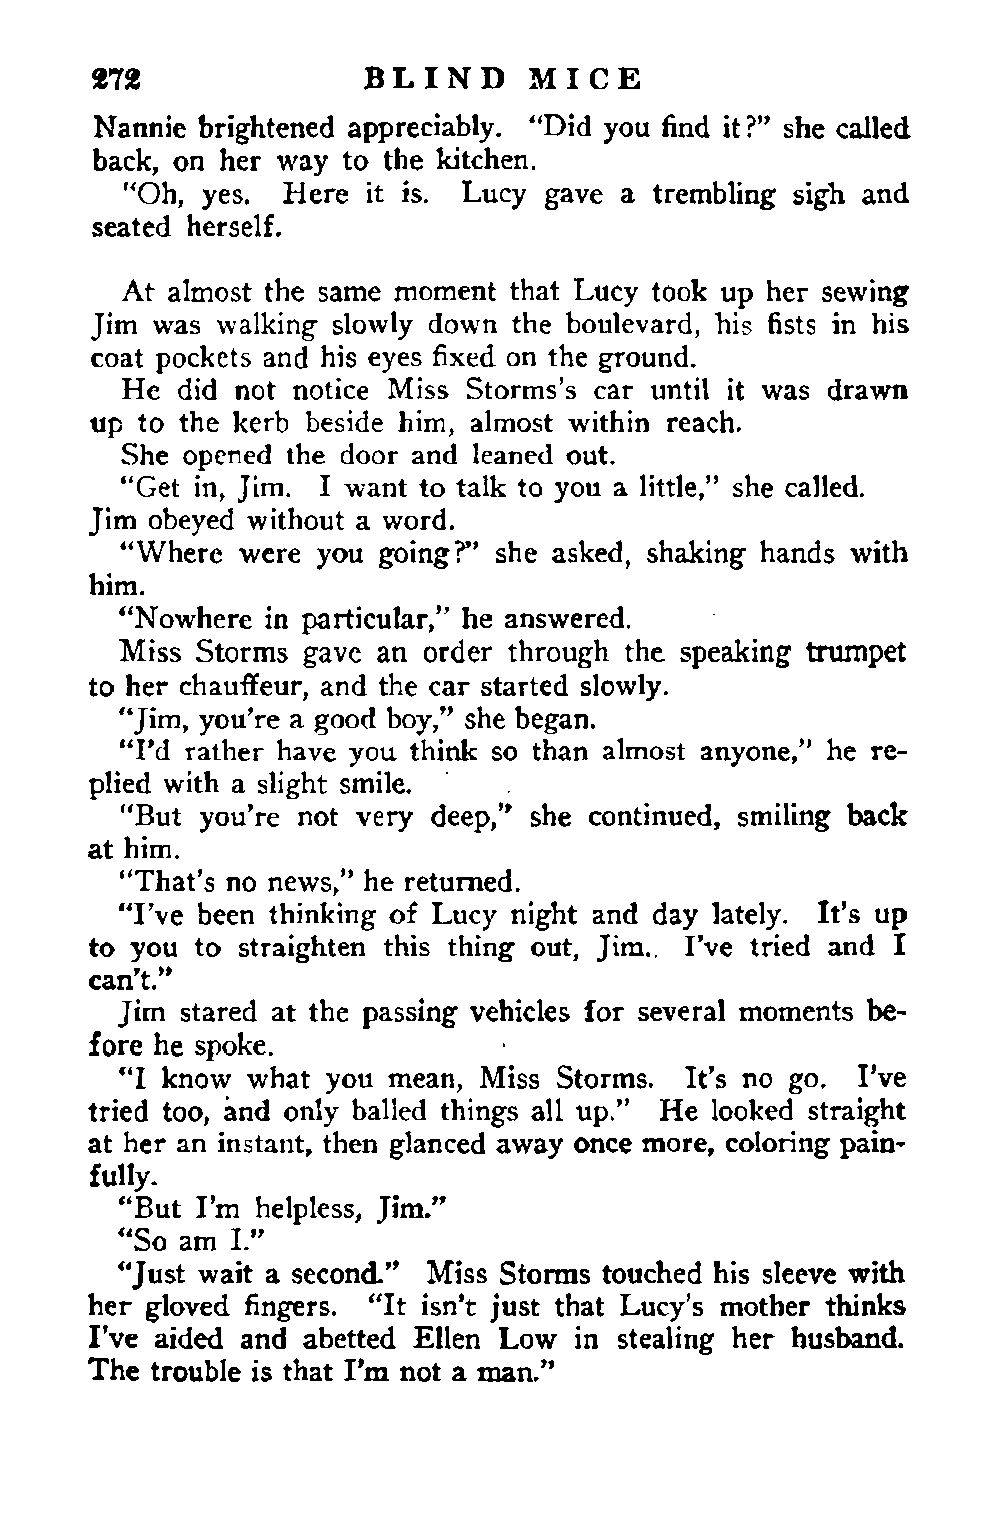 272 BLIND MICE
Nannie brightened appreciably. "Did you find it?" she called
back, on her way to the kitchen.
"Oh, yes. Here it is. Lucy gave a trembling sigh and
seated herself.
At almost the same moment that Lucy took up her sewing
Jim was walking slowly down the boulevard, his fists in his
coat pockets and his eyes fixed on the ground.
He did not notice Miss Storms's car until it was drawn
up to the kerb beside him, almost within reach.
She opened the door and leaned out.
"Get in, Jim. I want to talk to you a little," she called.
Jim obeyed without a word.
"Where were you going?" she asked, shaking hands with
him.
"Nowhere in particular," he answered.
Miss Storms gave an order through the speaking trumpet
to her chauffeur, and the car started slowly.
"Jim, you're a good boy," she began.
"I'd rather have you think so than almost anyone," he re-
plied with a slight smile.
"But you're not very deep," she continued, smiling back
at him.
"That's no news," he returned.
"I've been thinking of Lucy night and day lately. It's up
to you to straighten this thing out, Jim.. I've tried and I
can't."
Jim stared at the passing vehicles for several moments be-
fore he spoke.
"I know what you mean, Miss Storms. It's no go. I've
tried too, and only balled things all up." He looked straight
at her an instant, then glanced away once more, coloring pain-
fully.
"But I'm helpless, Jim."
"So am I."
"Just wait a second." Miss Storms touched his sleeve with
her gloved fingers. "It isn't just that Lucy's mother thinks
I've aided and abetted Ellen Low in stealing her husband.
The trouble is that I'm not a man."